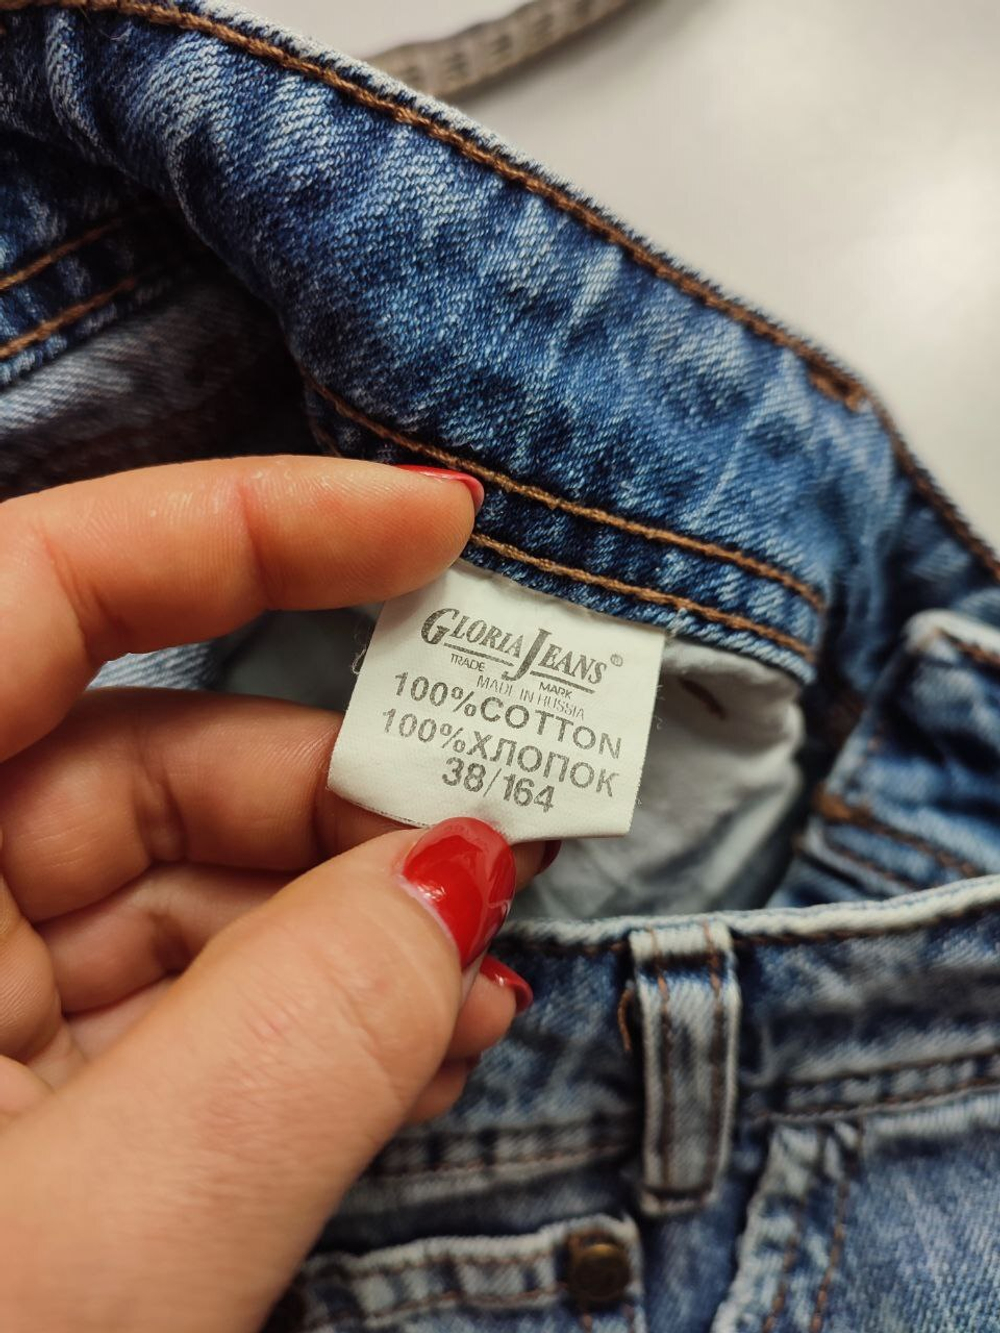 GLORIA JEANS®
TRADE MARK
MADE IN RUSSIA
100%COTTON
100%ХЛОПОК
38/164